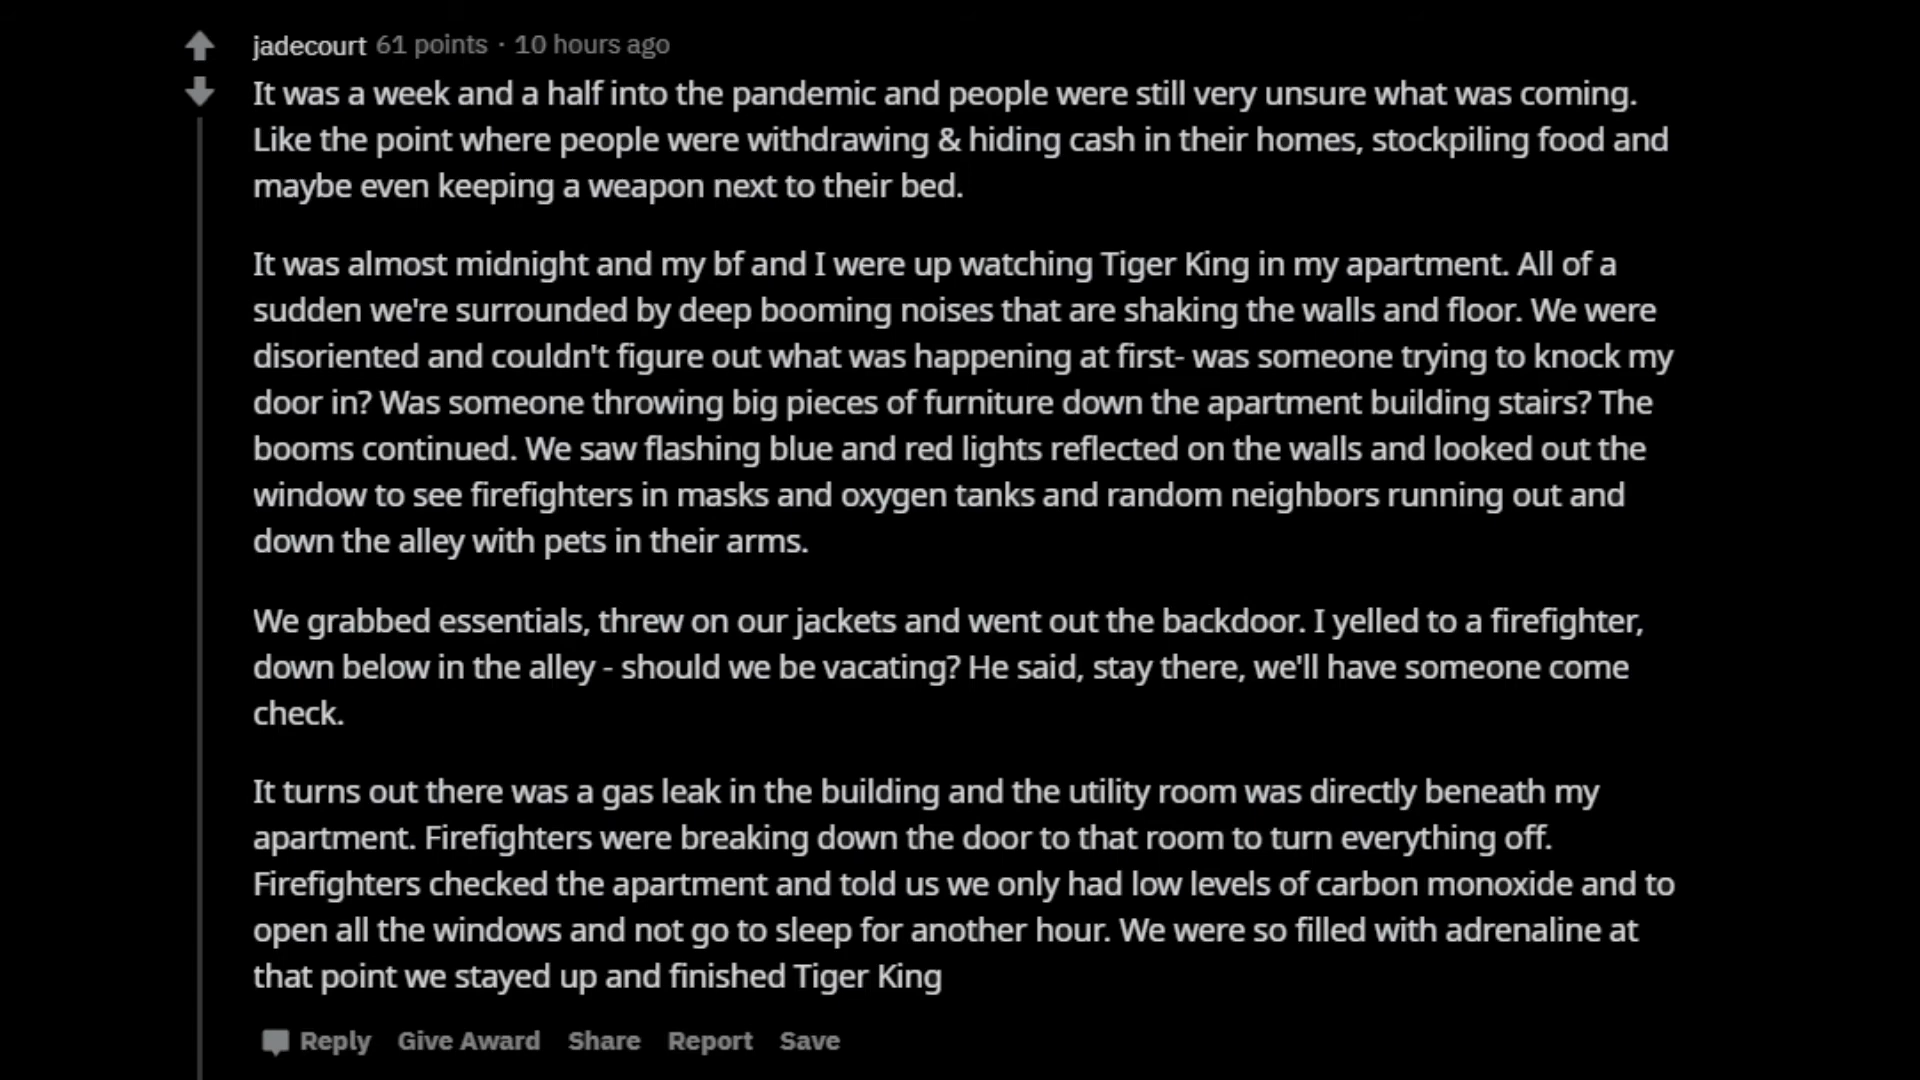 jadecourt 61 points · 10 hours ago
It was a week and a half into the pandemic and people were still very unsure what was coming.
Like the point where people were withdrawing & hiding cash in their homes, stockpiling food and
maybe even keeping a weapon next to their bed.
It was almost midnight and my bf and I were up watching Tiger King in my apartment. All of a
sudden we're surrounded by deep booming noises that are shaking the walls and floor. We were
disoriented and couldn't figure out what was happening at first- was someone trying to knock my
door in? Was someone throwing big pieces of furniture down the apartment building stairs? The
booms continued. We saw flashing blue and red lights reflected on the walls and looked out the
window to see firefighters in masks and oxygen tanks and random neighbors running out and
down the alley with pets in their arms.
We grabbed essentials, threw on our jackets and went out the backdoor. I yelled to a firefighter,
down below in the alley - should we be vacating? He said, stay there, we'll have someone come
check.
It turns out there was a gas leak in the building and the utility room was directly beneath my
apartment. Firefighters were breaking down the door to that room to turn everything off.
Firefighters checked the apartment and told us we only had low levels of carbon monoxide and to
open all the windows and not go to sleep for another hour. We were so filled with adrenaline at
that point we stayed up and finished Tiger King
Reply Give Award Share Report Save